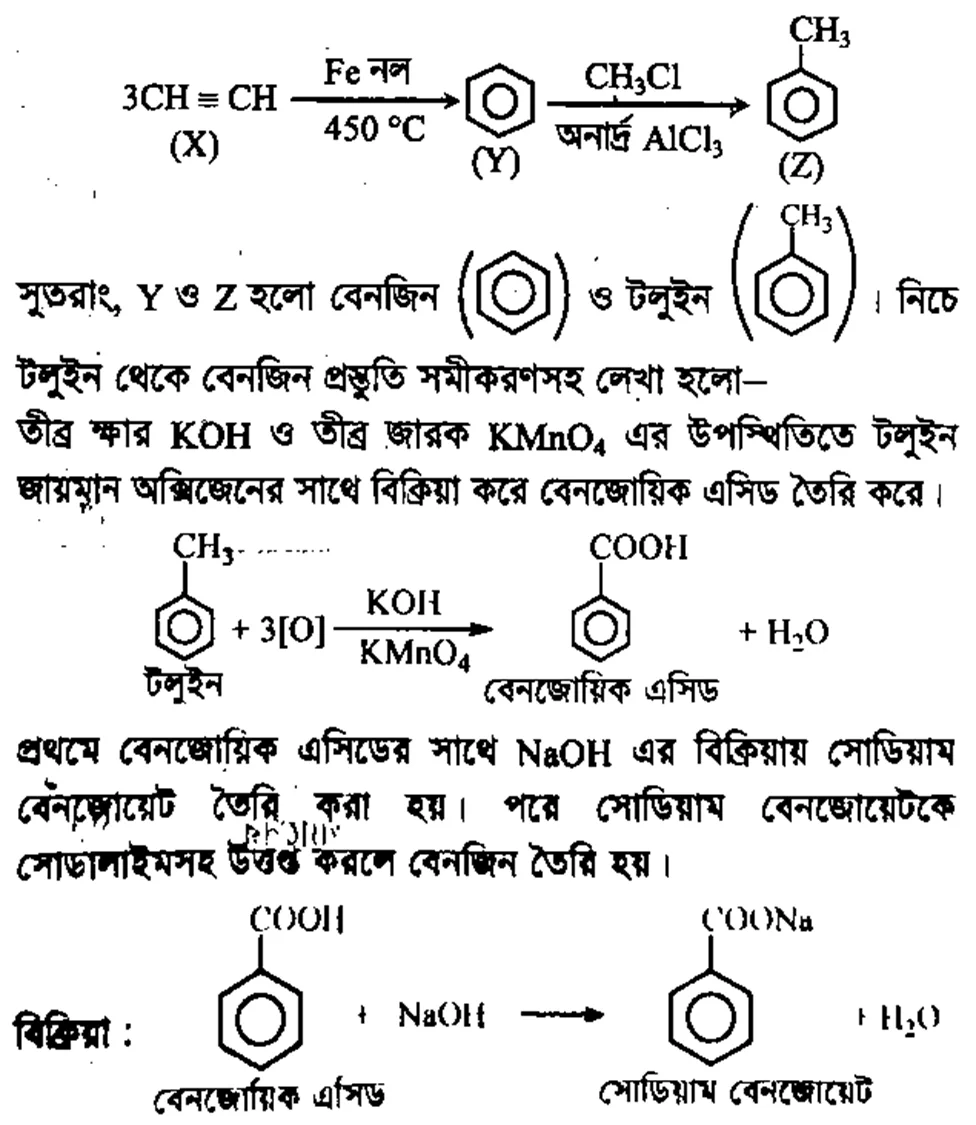 CH₃
3CH ≡ CH Fe নল 450 °C CH₃Cl অনার্দ্র AlCl₃
(X) (Y) (Z)
CH₃
সুতরাং, Y ও Z হলো বেনজিন ( ) ও টলুইন ( ) । নিচে
টলুইন থেকে বেনজিন প্রস্তুতি সমীকরণসহ লেখা হলো–
তীব্র ক্ষার KOH ও তীব্র জারক KMnO₄ এর উপস্থিতিতে টলুইন
জায়মান অক্সিজেনের সাথে বিক্রিয়া করে বেনজোয়িক এসিড তৈরি করে।
CH₃ COOH
+ 3[O] KOH KMnO₄ + H₂O
টলুইন বেনজোয়িক এসিড
প্রথমে বেনজোয়িক এসিডের সাথে NaOH এর বিক্রিয়ায় সোডিয়াম
বেনজোয়েট তৈরি করা হয়। পরে সোডিয়াম বেনজোয়েটকে
সোডালাইমসহ উত্তপ্ত করলে বেনজিন তৈরি হয়।
COOH COONa
বিক্রিয়া : + NaOH + H₂O
বেনজোয়িক এসিড সোডিয়াম বেনজোয়েট